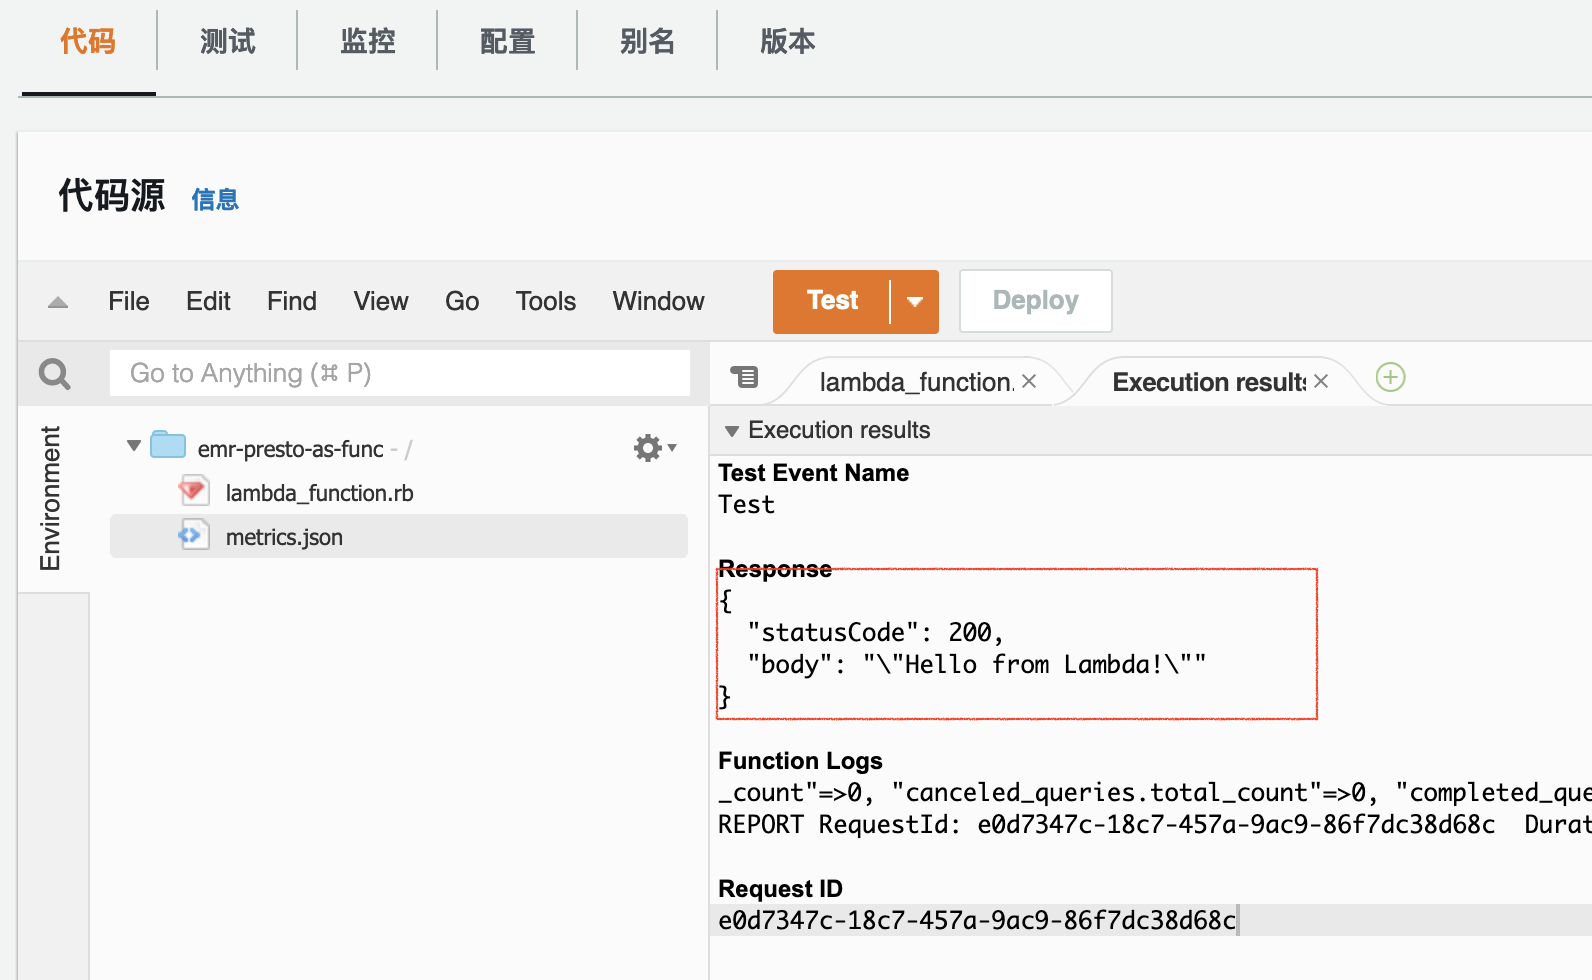 代码 测试 监控 配置 别名 版本
代码源 信息
File Edit Find View Go Tools Window Test Deploy
Go to Anything (⌘ P)
lambda_function. Execution results
Environment
emr-presto-as-func - /
lambda_function.rb
metrics.json
Execution results
Test Event Name
Test
Response
{
"statusCode": 200,
"body": "\"Hello from Lambda!\""
}
Function Logs
_count"=>0, "canceled_queries.total_count"=>0, "completed_que
REPORT RequestId: e0d7347c-18c7-457a-9ac9-86f7dc38d68c Durat
Request ID
e0d7347c-18c7-457a-9ac9-86f7dc38d68c